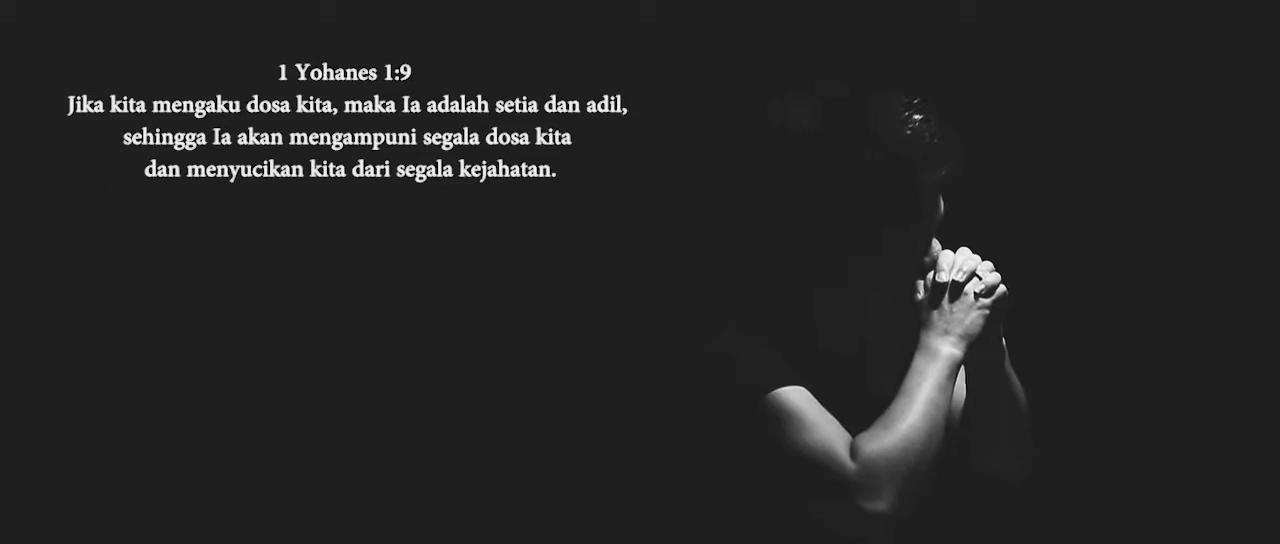 1 Yohanes 1:9
Jika kita mengaku dosa kita, maka Ia adalah setia dan adil,
sehingga Ia akan mengampuni segala dosa kita
dan menyucikan kita dari segala kejahatan.